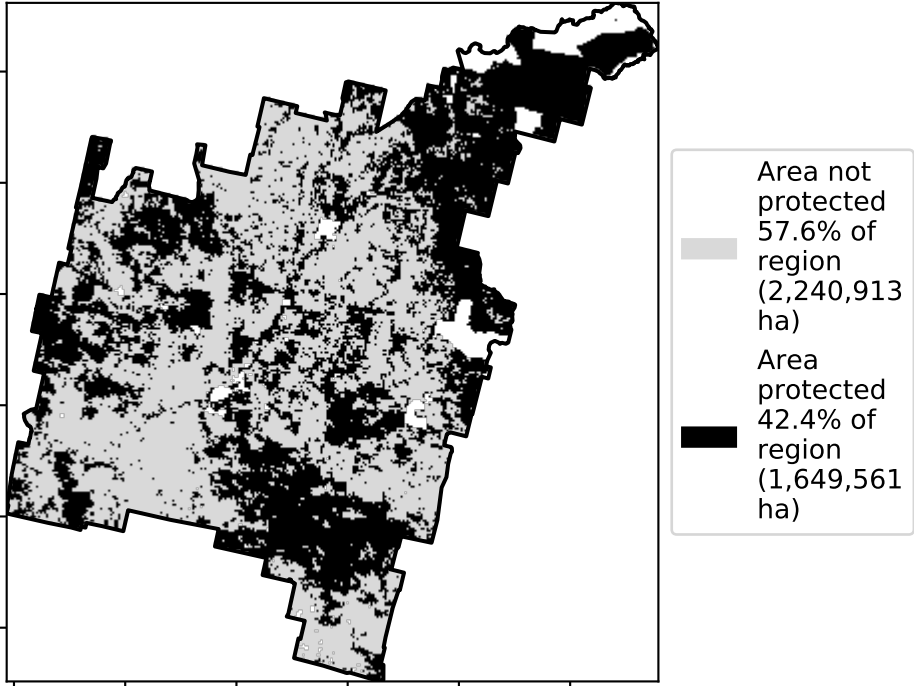 Area not
protected
57.6% of
region
(2,240,913
ha)
Area
protected
42.4% of
region
(1,649,561
ha)